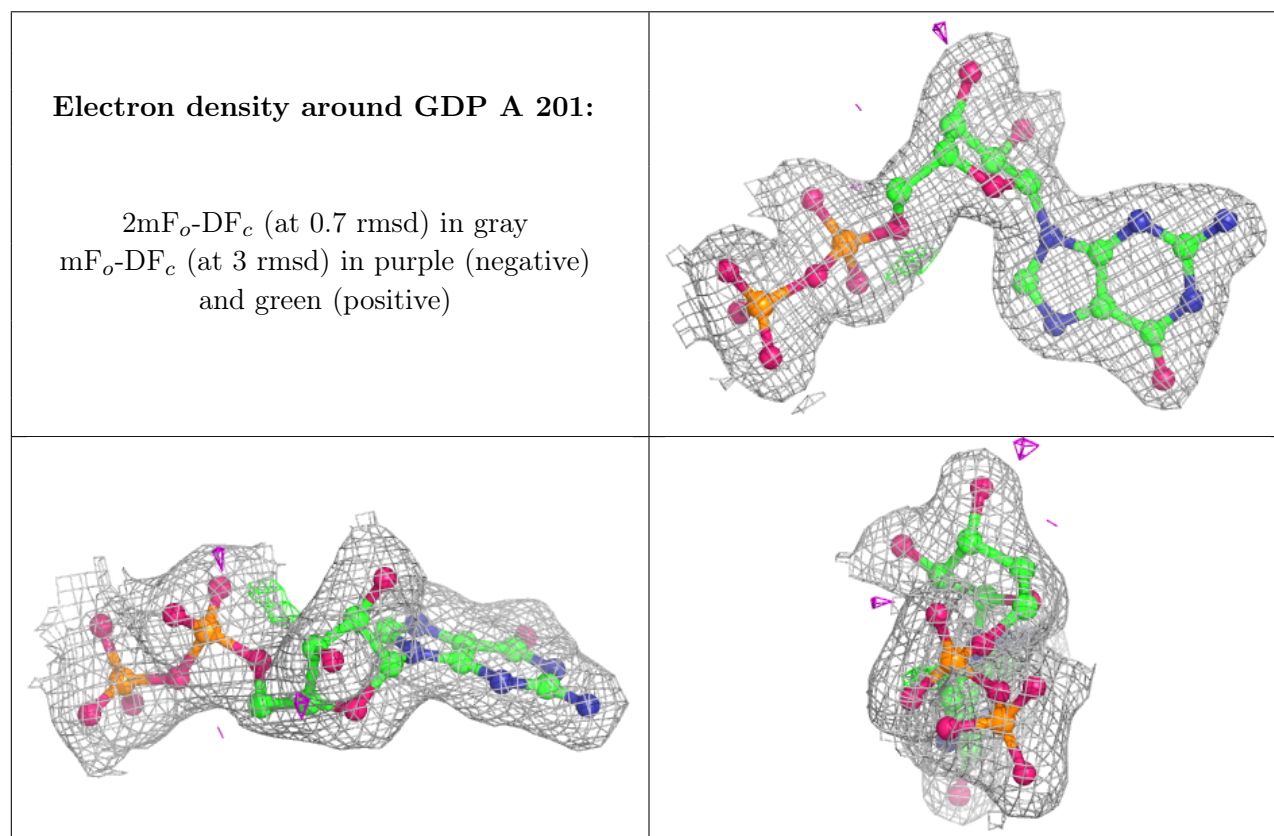 Electron density around GDP A 201:
2mFo-DFc (at 0.7 rmsd) in gray
mFo-DFc (at 3 rmsd) in purple (negative)
and green (positive)